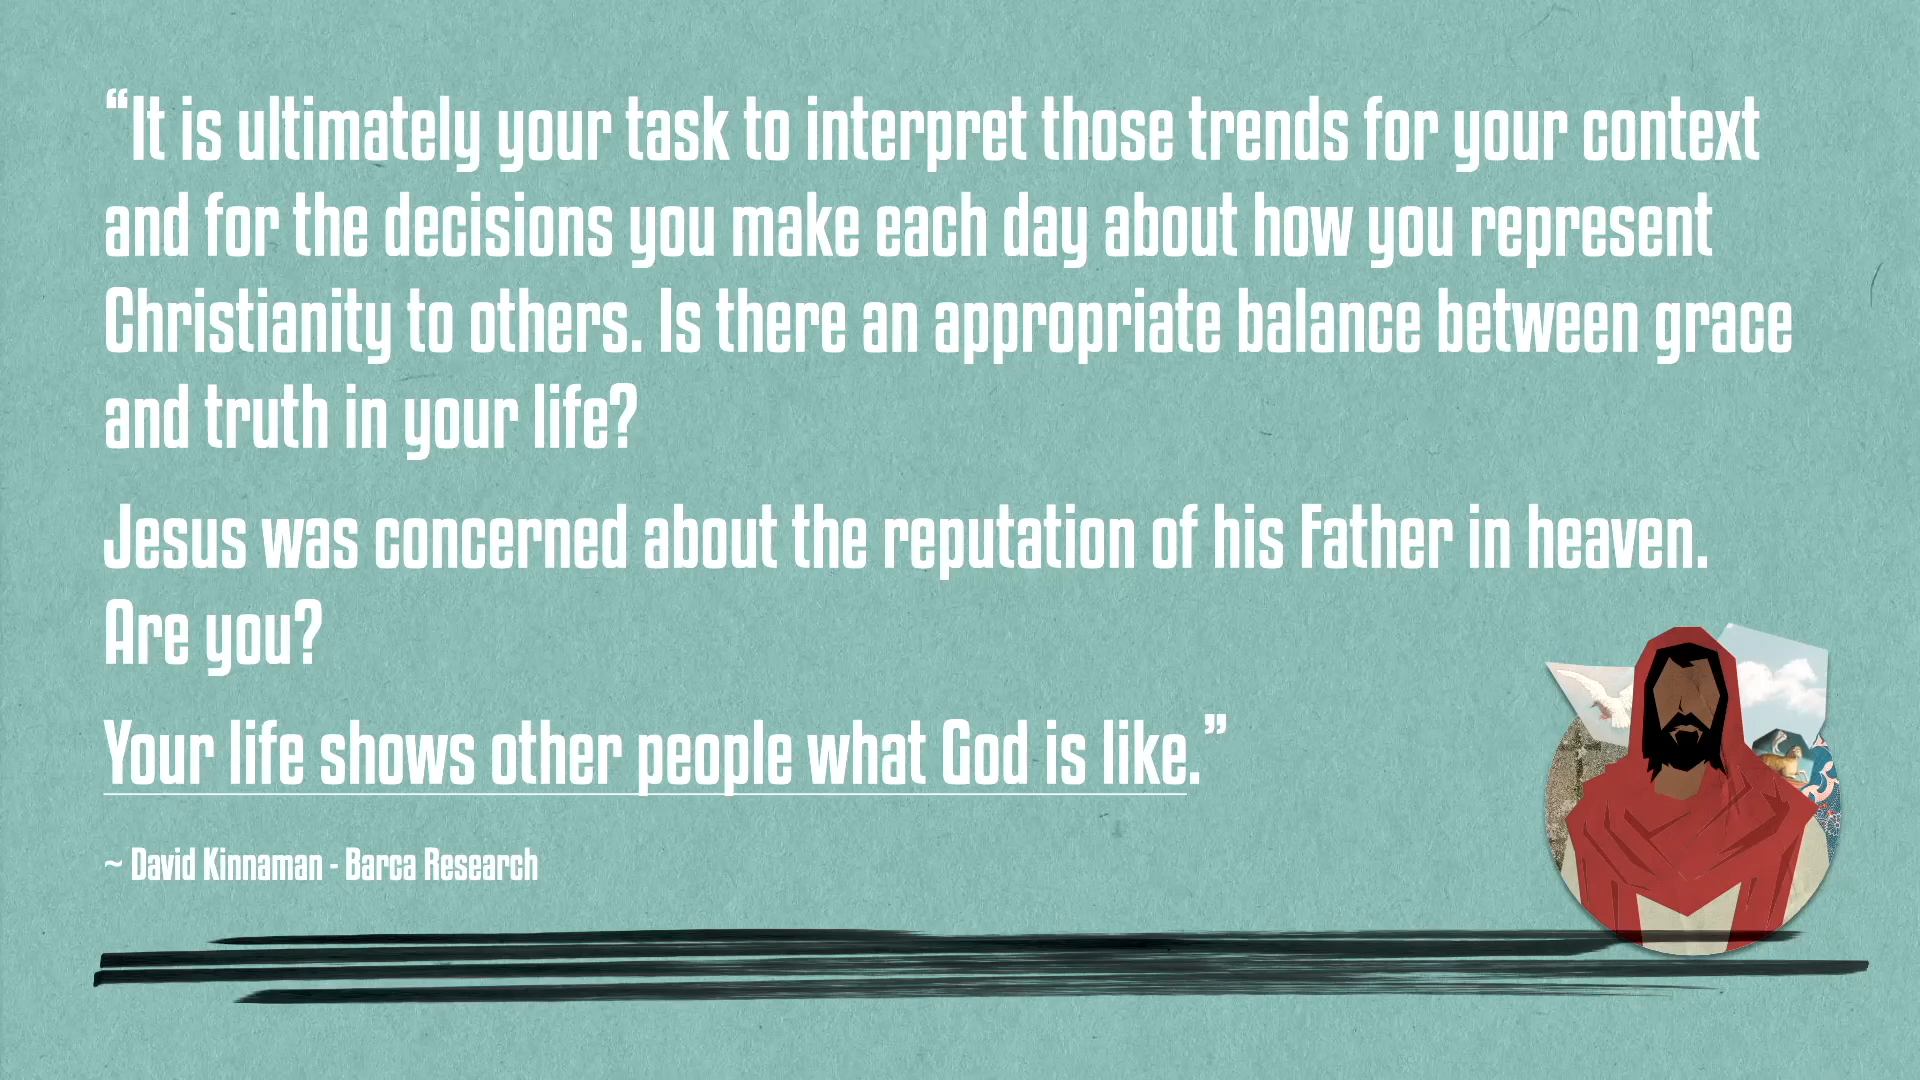 “It is ultimately your task to interpret those trends for your context
and for the decisions you make each day about how you represent
Christianity to others. Is there an appropriate balance between grace
and truth in your life?
Jesus was concerned about the reputation of his Father in heaven.
Are you?
Your life shows other people what God is like.”
~ David Kinnaman - Barca Research